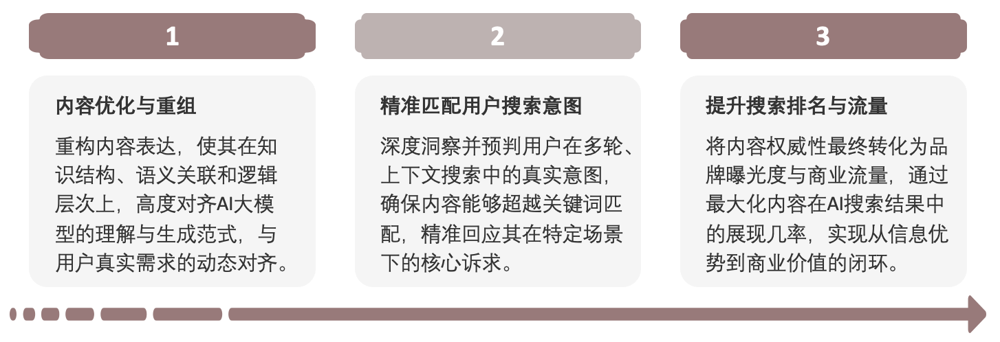 1
内容优化与重组
重构内容表达，使其在知
识结构、语义关联和逻辑
层次上，高度对齐AI大模
型的理解与生成范式，与
用户真实需求的动态对齐。
2
精准匹配用户搜索意图
深度洞察并预判用户在多轮、
上下文搜索中的真实意图，
确保内容能够超越关键词匹
配，精准回应其在特定场景
下的核心诉求。
3
提升搜索排名与流量
将内容权威性最终转化为品
牌曝光度与商业流量，通过
最大化内容在AI搜索结果中
的展现几率，实现从信息优
势到商业价值的闭环。